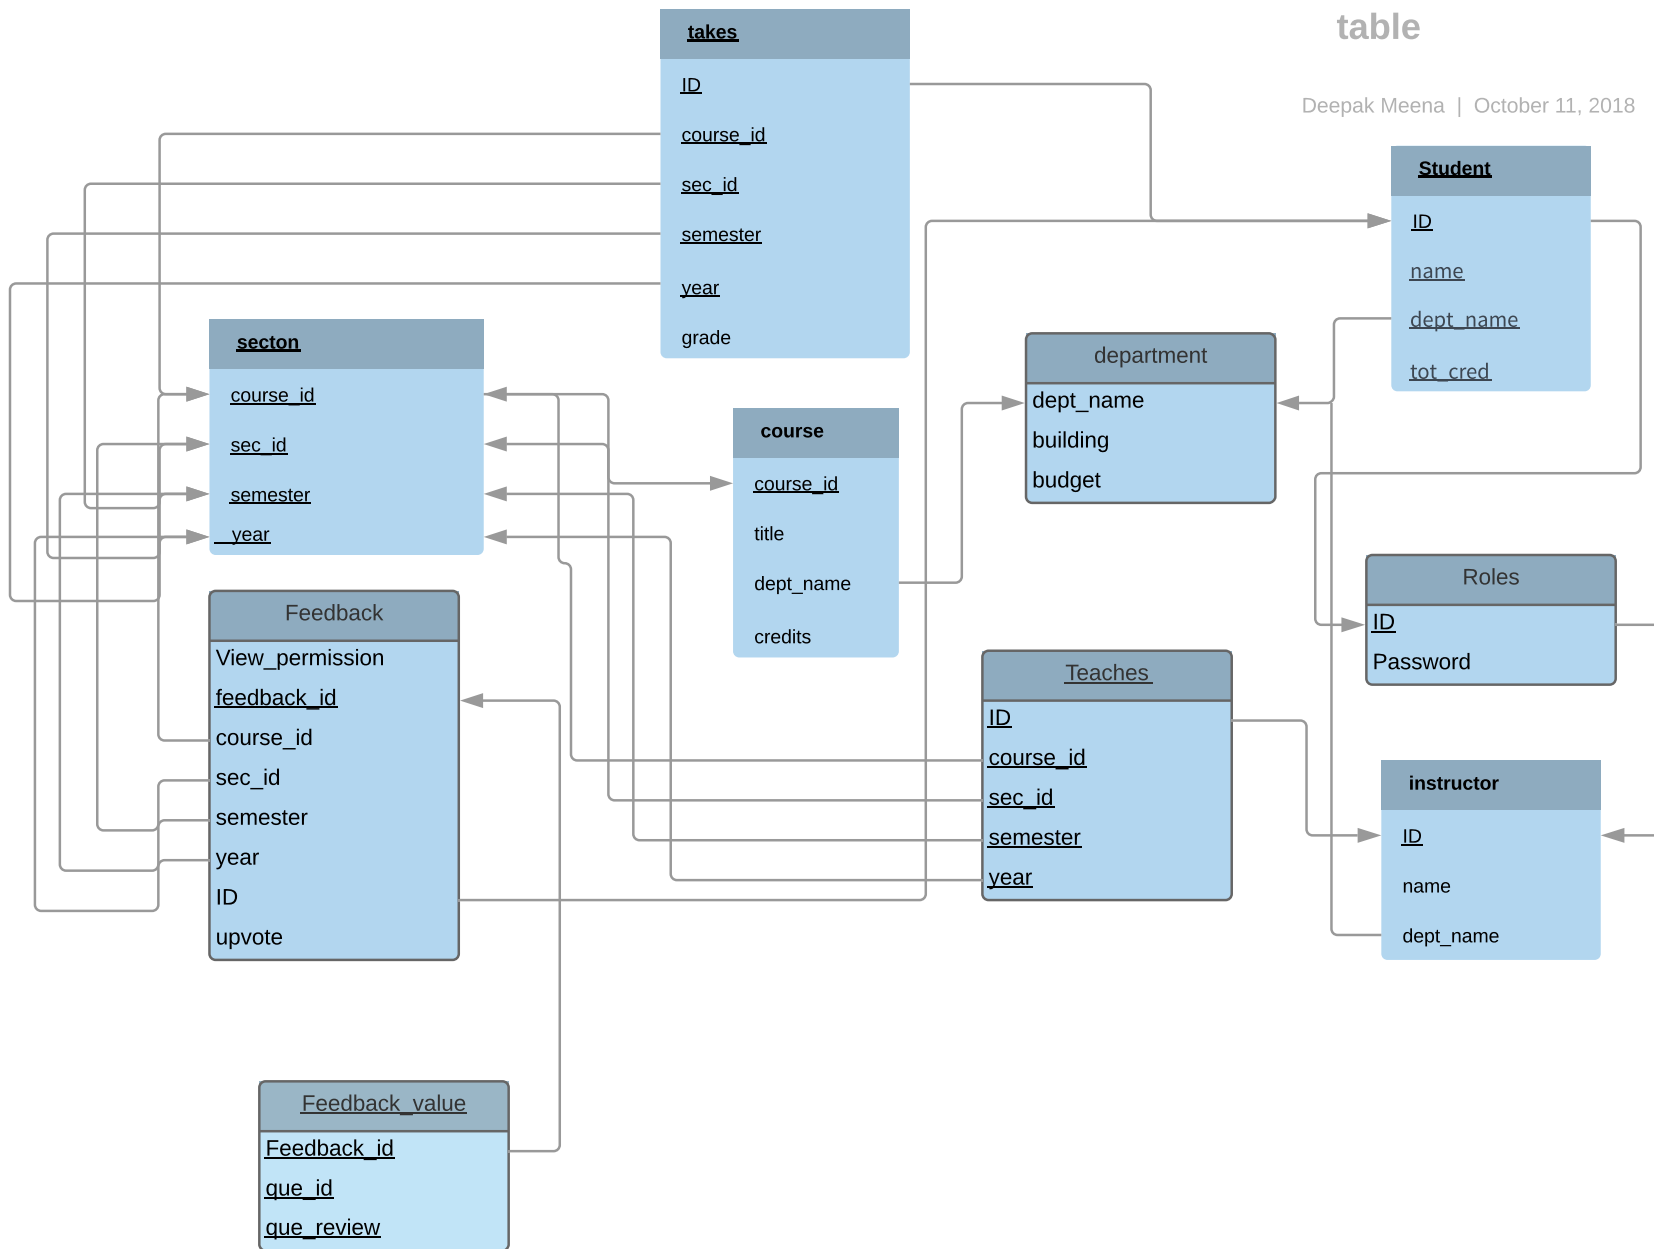 table
Deepak Meena | October 11, 2018
takes
ID
course_id
sec_id
semester
year
grade
Student
ID
name
dept_name
tot_cred
secton
course_id
sec_id
semester
year
department
dept_name
building
budget
course
course_id
title
dept_name
credits
Roles
ID
Password
Feedback
View_permission
feedback_id
course_id
sec_id
semester
year
ID
upvote
Teaches
ID
course_id
sec_id
semester
year
instructor
ID
name
dept_name
Feedback_value
Feedback_id
que_id
que_review